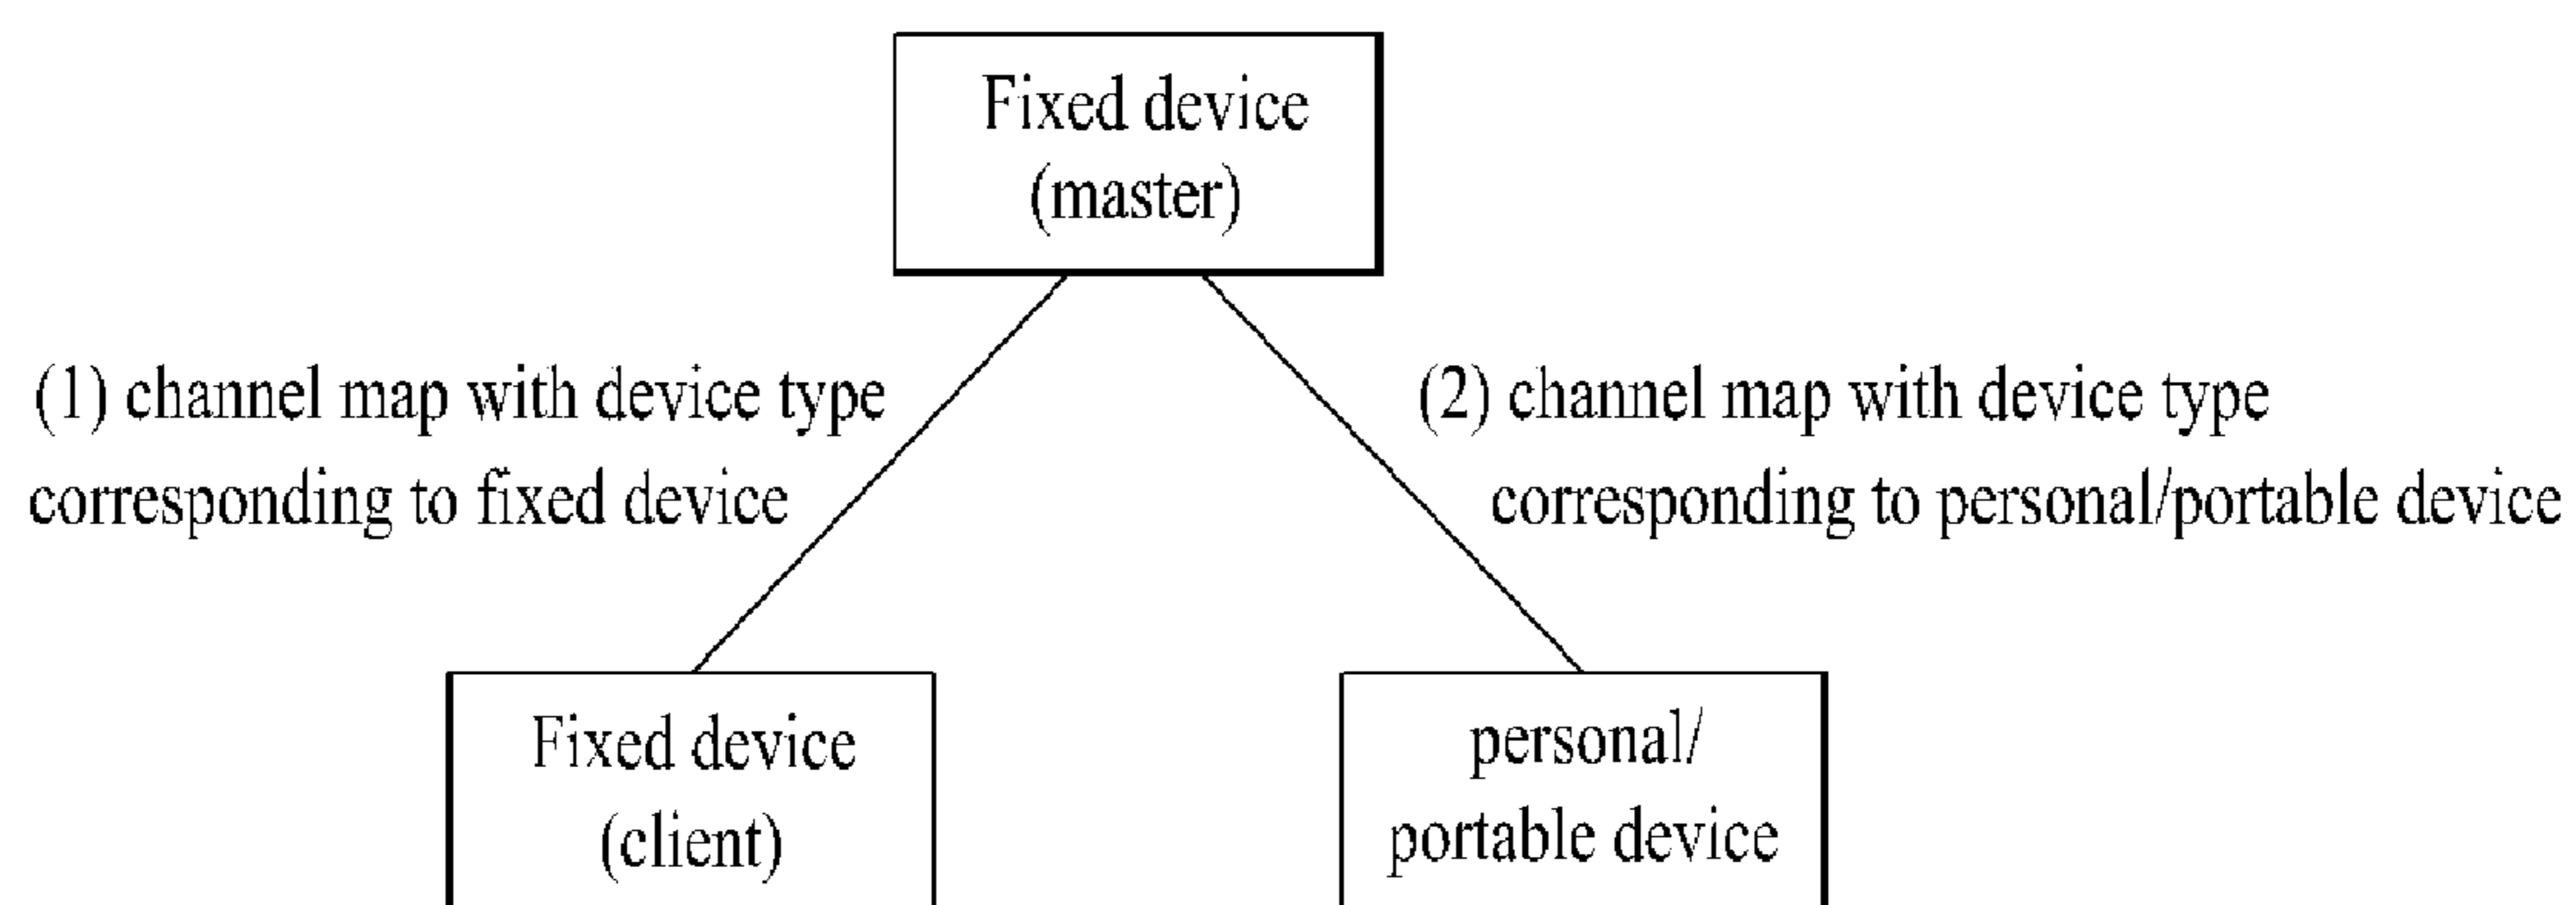 Fixed device
(master)
(1) channel map with device type
corresponding to fixed device
(2) channel map with device type
corresponding to personal/portable device
Fixed device
(client)
personal/
portable device